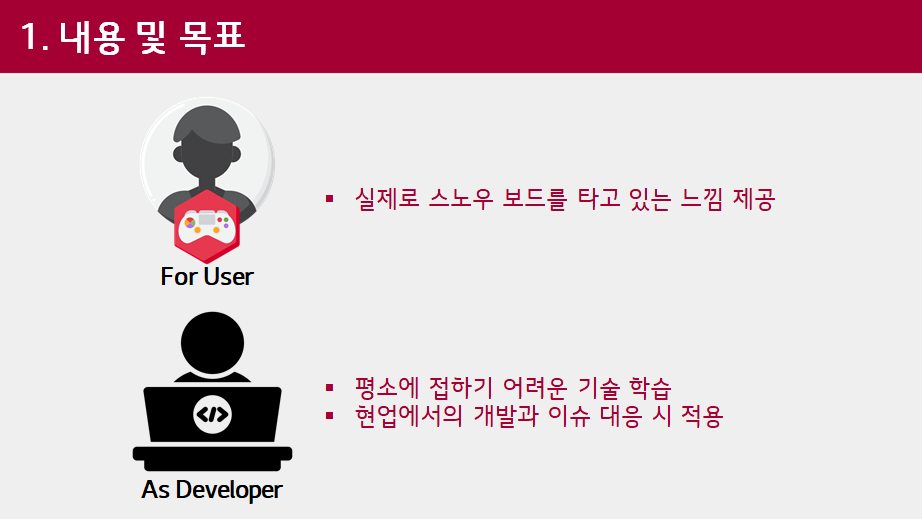 1. 내용 및 목표
▪ 실제로 스노우 보드를 타고 있는 느낌 제공
For User
▪ 평소에 접하기 어려운 기술 학습
▪ 현업에서의 개발과 이슈 대응 시 적용
</>
As Developer